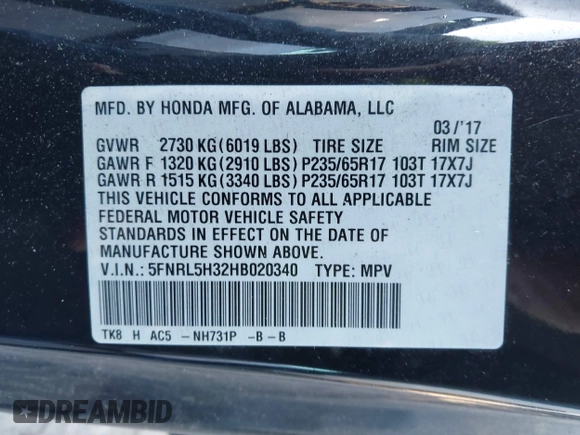 MFD. BY HONDA MFG. OF ALABAMA, LLC
03 /'17
GVWR 2730 KG (6019 LBS) TIRE SIZE RIM SIZE
GAWR F 1320 KG (2910 LBS) P235/65R17 103T 17X7J
GAWR R 1515 KG (3340 LBS) P235/65R17 103T 17X7J
THIS VEHICLE CONFORMS TO ALL APPLICABLE
FEDERAL MOTOR VEHICLE SAFETY
STANDARDS IN EFFECT ON THE DATE OF
MANUFACTURE SHOWN ABOVE.
V.I.N.: 5FNRL5H32HB020340 TYPE: MPV
TK8 H AC5 – NH731P –B – B
DREAMBID